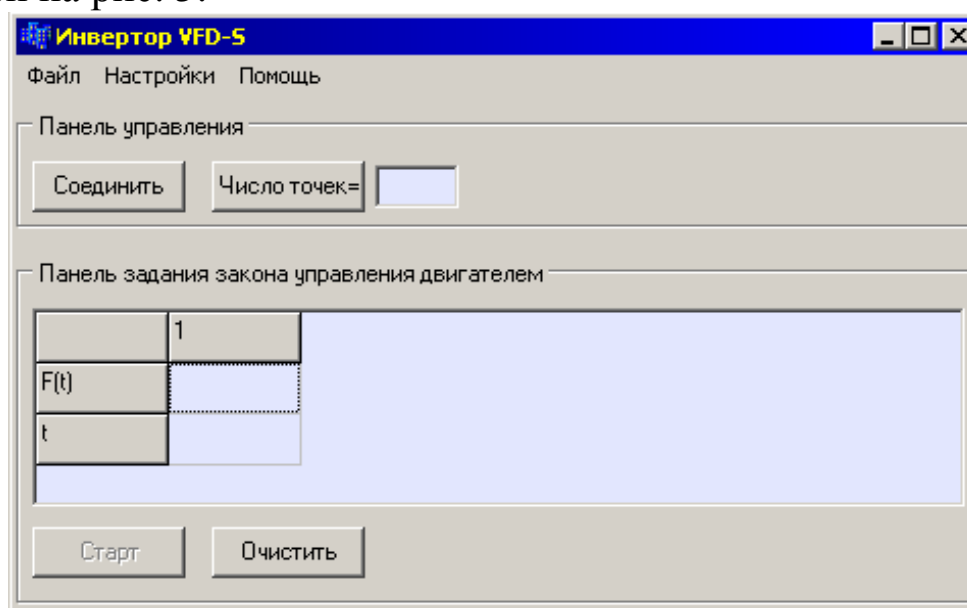 на рис. 3.
Инвертор VFD-S
Файл Настройки Помощь
Панель управления
Соединить Число точек=
Панель задания закона управления двигателем
1
F(t)
t
Старт Очистить